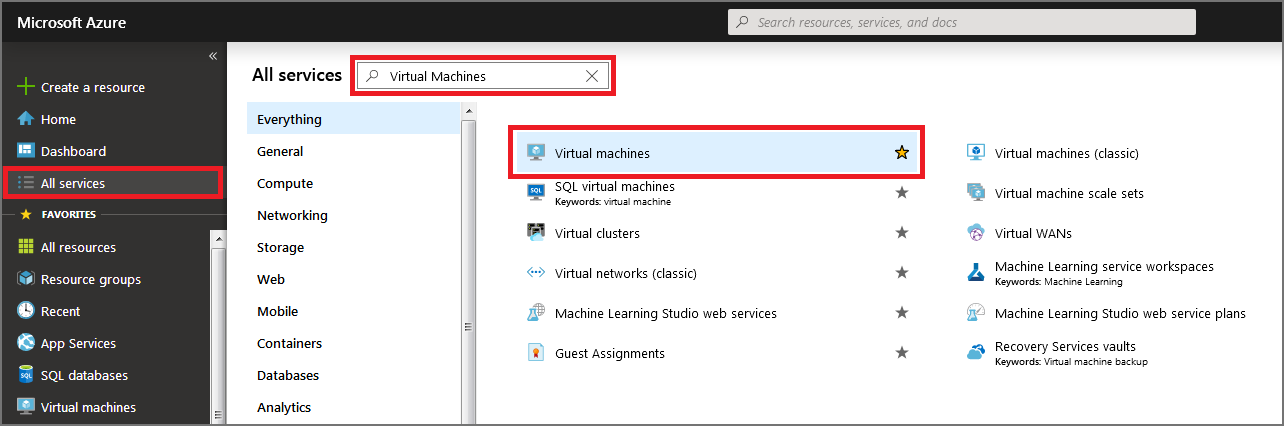 Microsoft Azure
Search resources, services, and docs
«
Create a resource
Home
Dashboard
All services
FAVORITES
All resources
Resource groups
Recent
App Services
SQL databases
Virtual machines
All services
Virtual Machines
Everything
General
Compute
Networking
Storage
Web
Mobile
Containers
Databases
Analytics
Virtual machines
SQL virtual machines
Keywords: virtual machine
Virtual clusters
Virtual networks (classic)
Machine Learning Studio web services
Guest Assignments
Virtual machines (classic)
Virtual machine scale sets
Virtual WANs
Machine Learning service workspaces
Keywords: Machine Learning
Machine Learning Studio web service plans
Recovery Services vaults
Keywords: Virtual machine backup